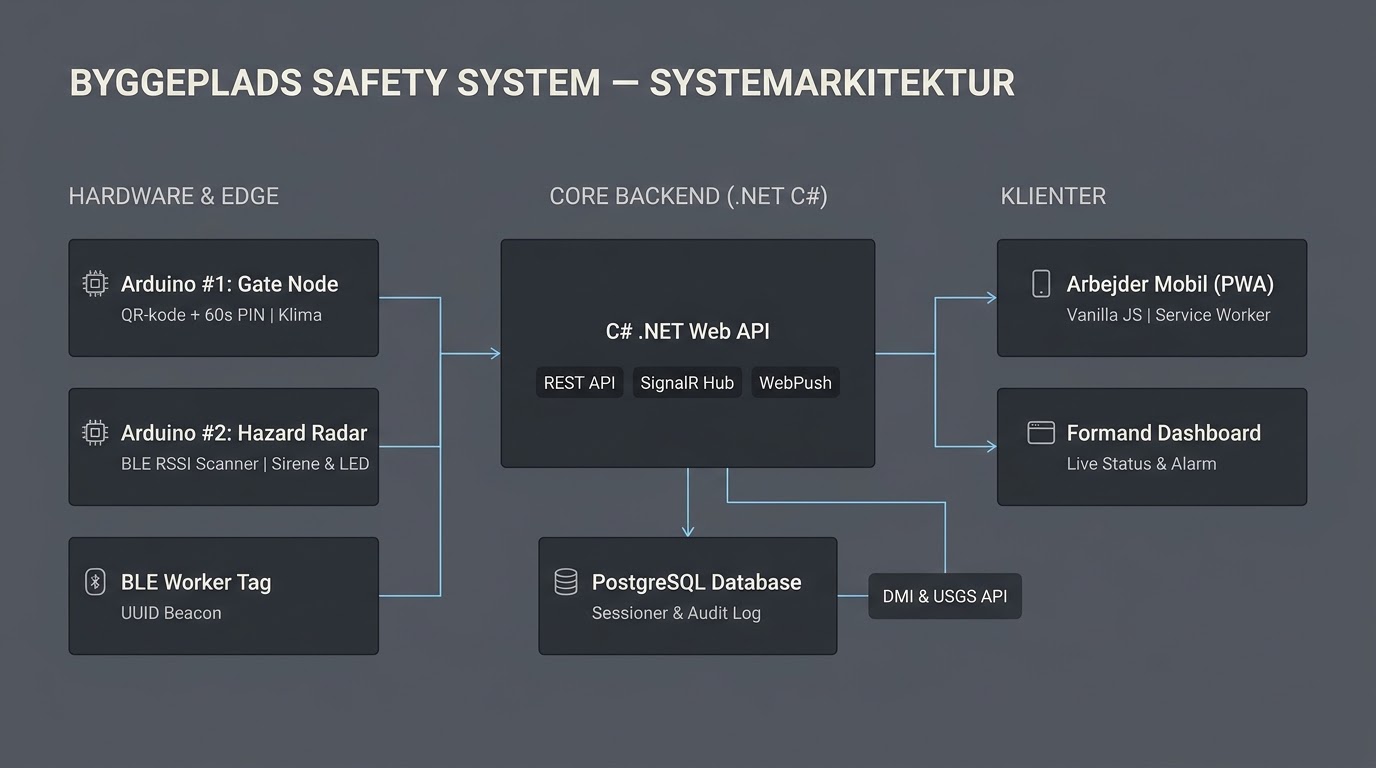 BYGGEPLADS SAFETY SYSTEM — SYSTEMARKITEKTUR
HARDWARE & EDGE
Arduino #1: Gate Node
QR-kode + 60s PIN | Klima
Arduino #2: Hazard Radar
BLE RSSI Scanner | Sirene & LED
BLE Worker Tag
UUID Beacon
CORE BACKEND (.NET C#)
C# .NET Web API
REST API
SignalR Hub
WebPush
PostgreSQL Database
Sessioner & Audit Log
DMI & USGS API
KLIENTER
Arbejder Mobil (PWA)
Vanilla JS | Service Worker
Formand Dashboard
Live Status & Alarm